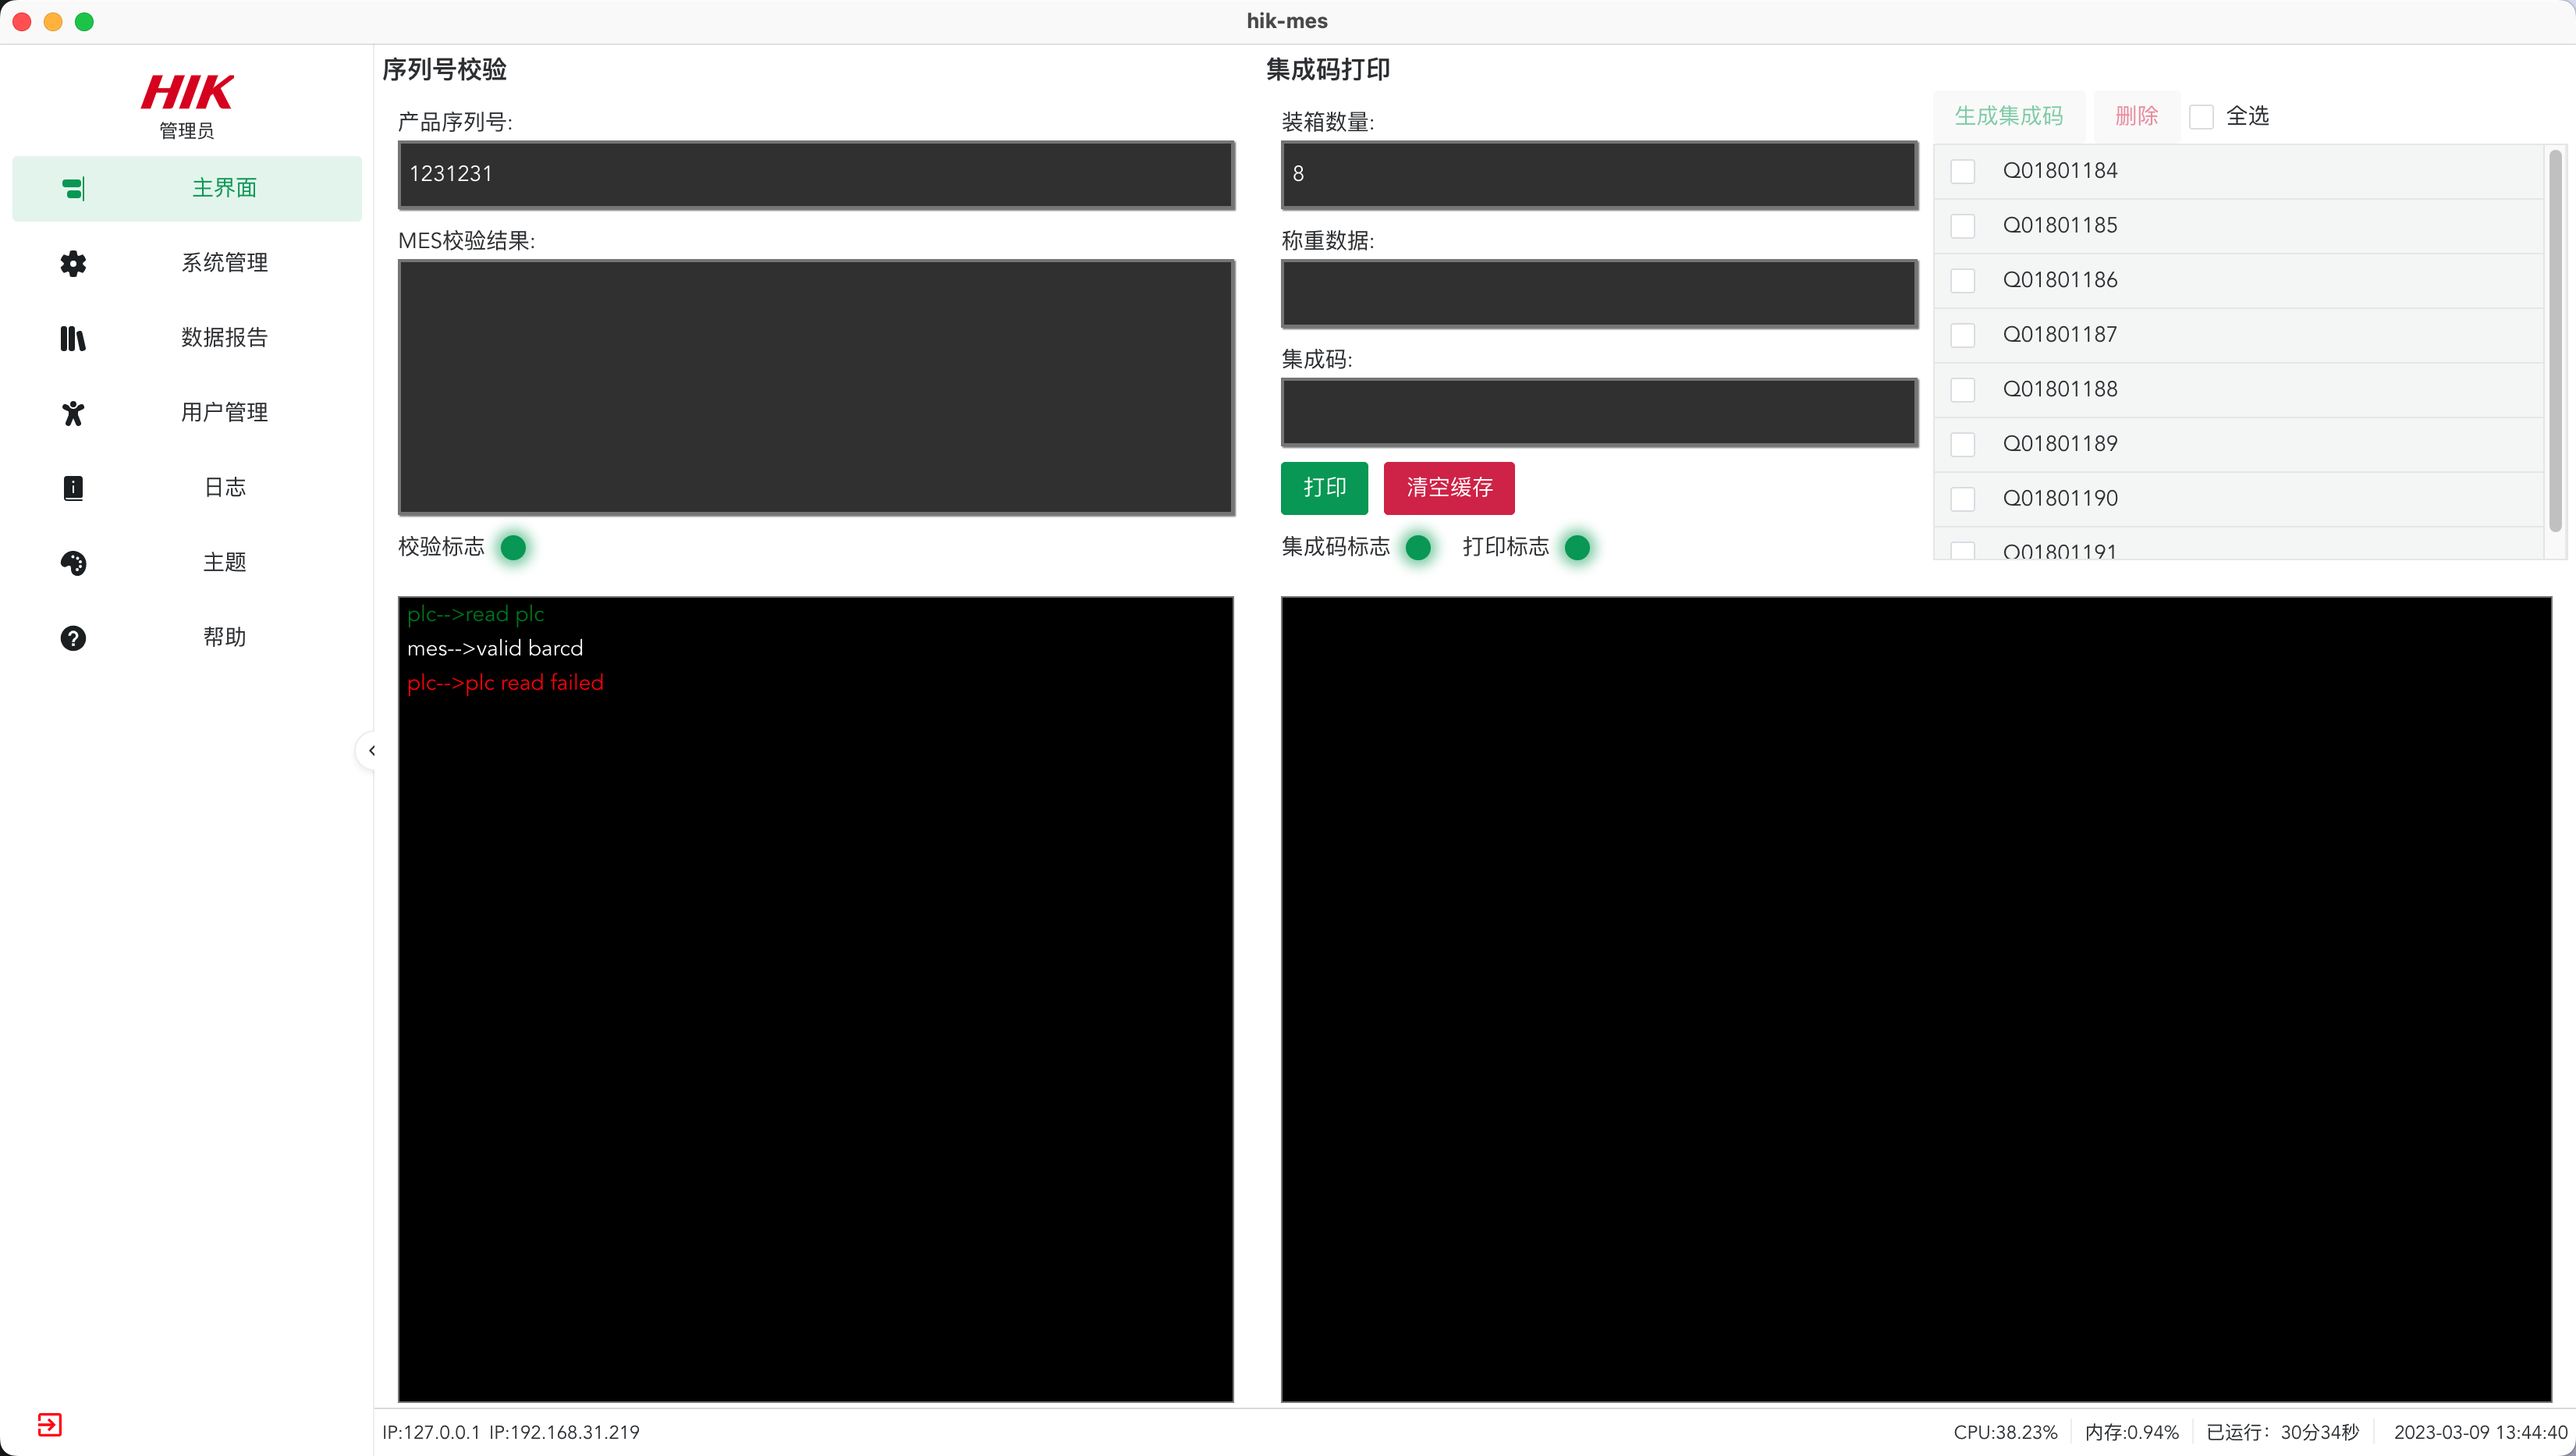 hik-mes
HIK
管理员
主界面
系统管理
数据报告
用户管理
日志
主题
帮助
序列号校验
产品序列号:
1231231
MES校验结果:
校验标志
plc-->read plc
mes-->valid barcd
plc-->plc read failed
集成码打印
装箱数量:
8
称重数据:
集成码:
打印 清空缓存
集成码标志 打印标志
生成集成码 删除 全选
Q01801184
Q01801185
Q01801186
Q01801187
Q01801188
Q01801189
Q01801190
Q01801191
IP:127.0.0.1 IP:192.168.31.219
CPU:38.23% 内存:0.94% 已运行：30分34秒 2023-03-09 13:44:40